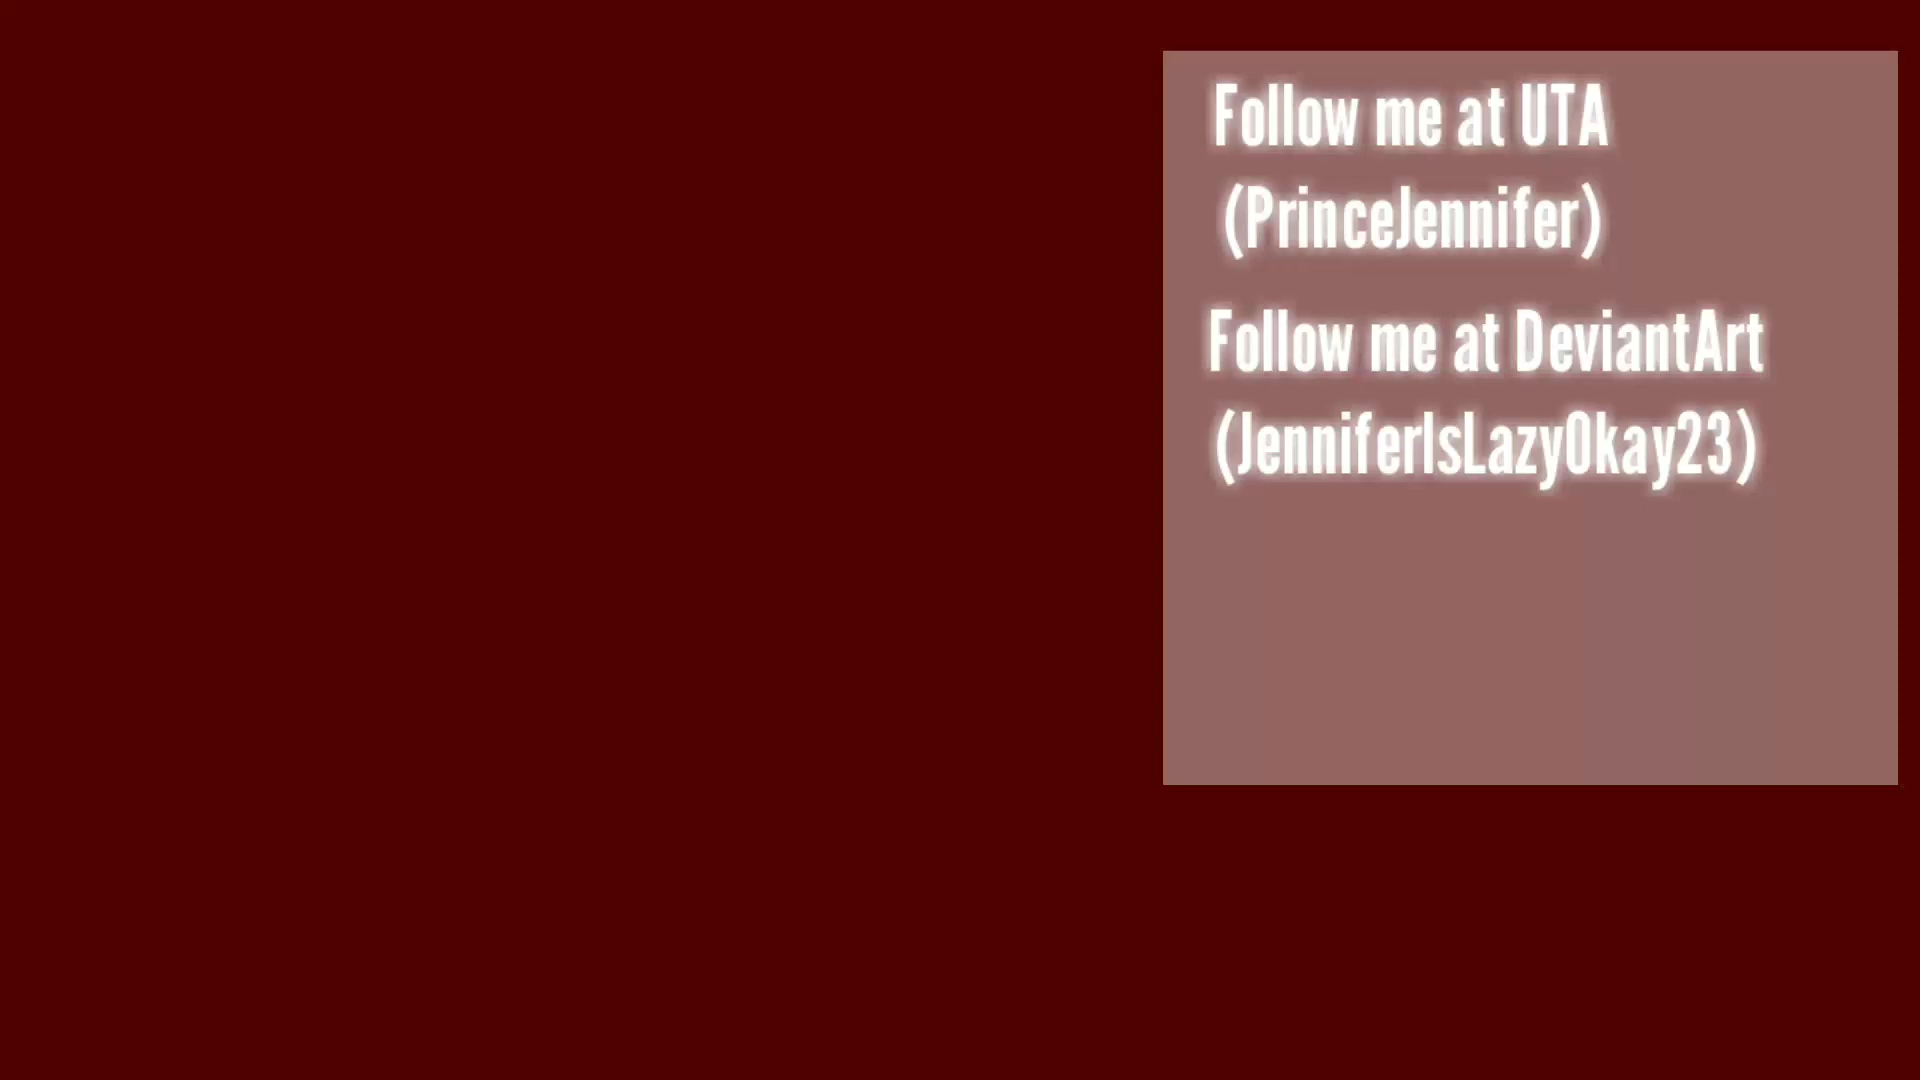 Follow me at UTA
(PrinceJennifer)
Follow me at DeviantArt
(JenniferIsLazyOkay23)